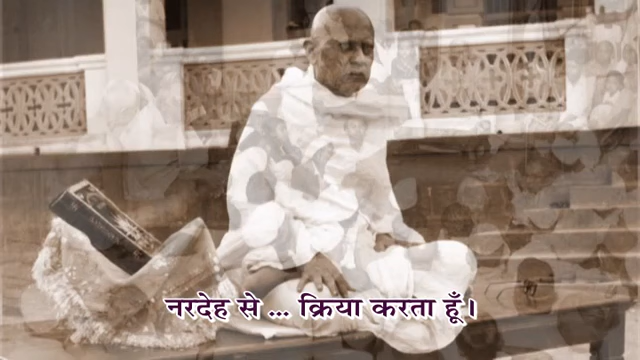 नरदेह से ... क्रिया करता हूँ।